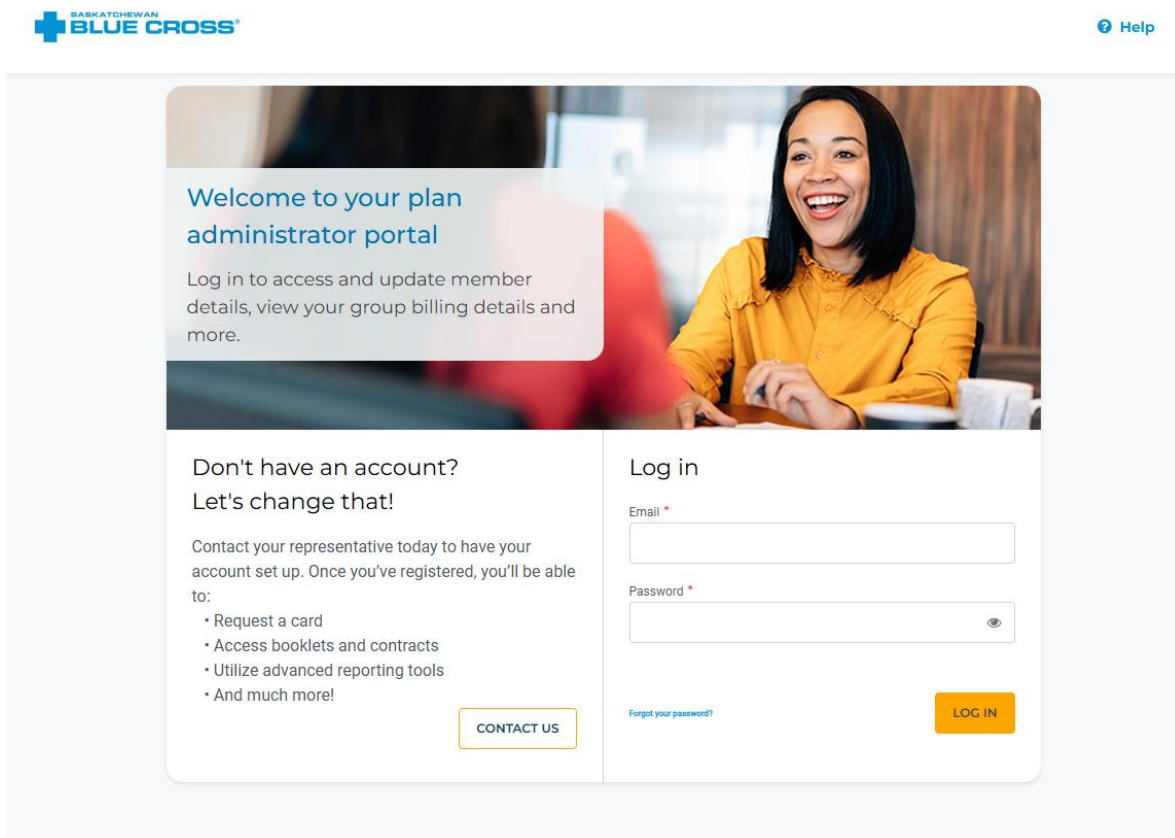 SASKATCHEWAN
BLUE CROSS®
Help
Welcome to your plan
administrator portal
Log in to access and update member
details, view your group billing details and
more.
Don't have an account?
Let's change that!
Contact your representative today to have your
account set up. Once you’ve registered, you’ll be able
to:
• Request a card
• Access booklets and contracts
• Utilize advanced reporting tools
• And much more!
CONTACT US
Log in
Email *
Password *
Forgot your password?
LOG IN